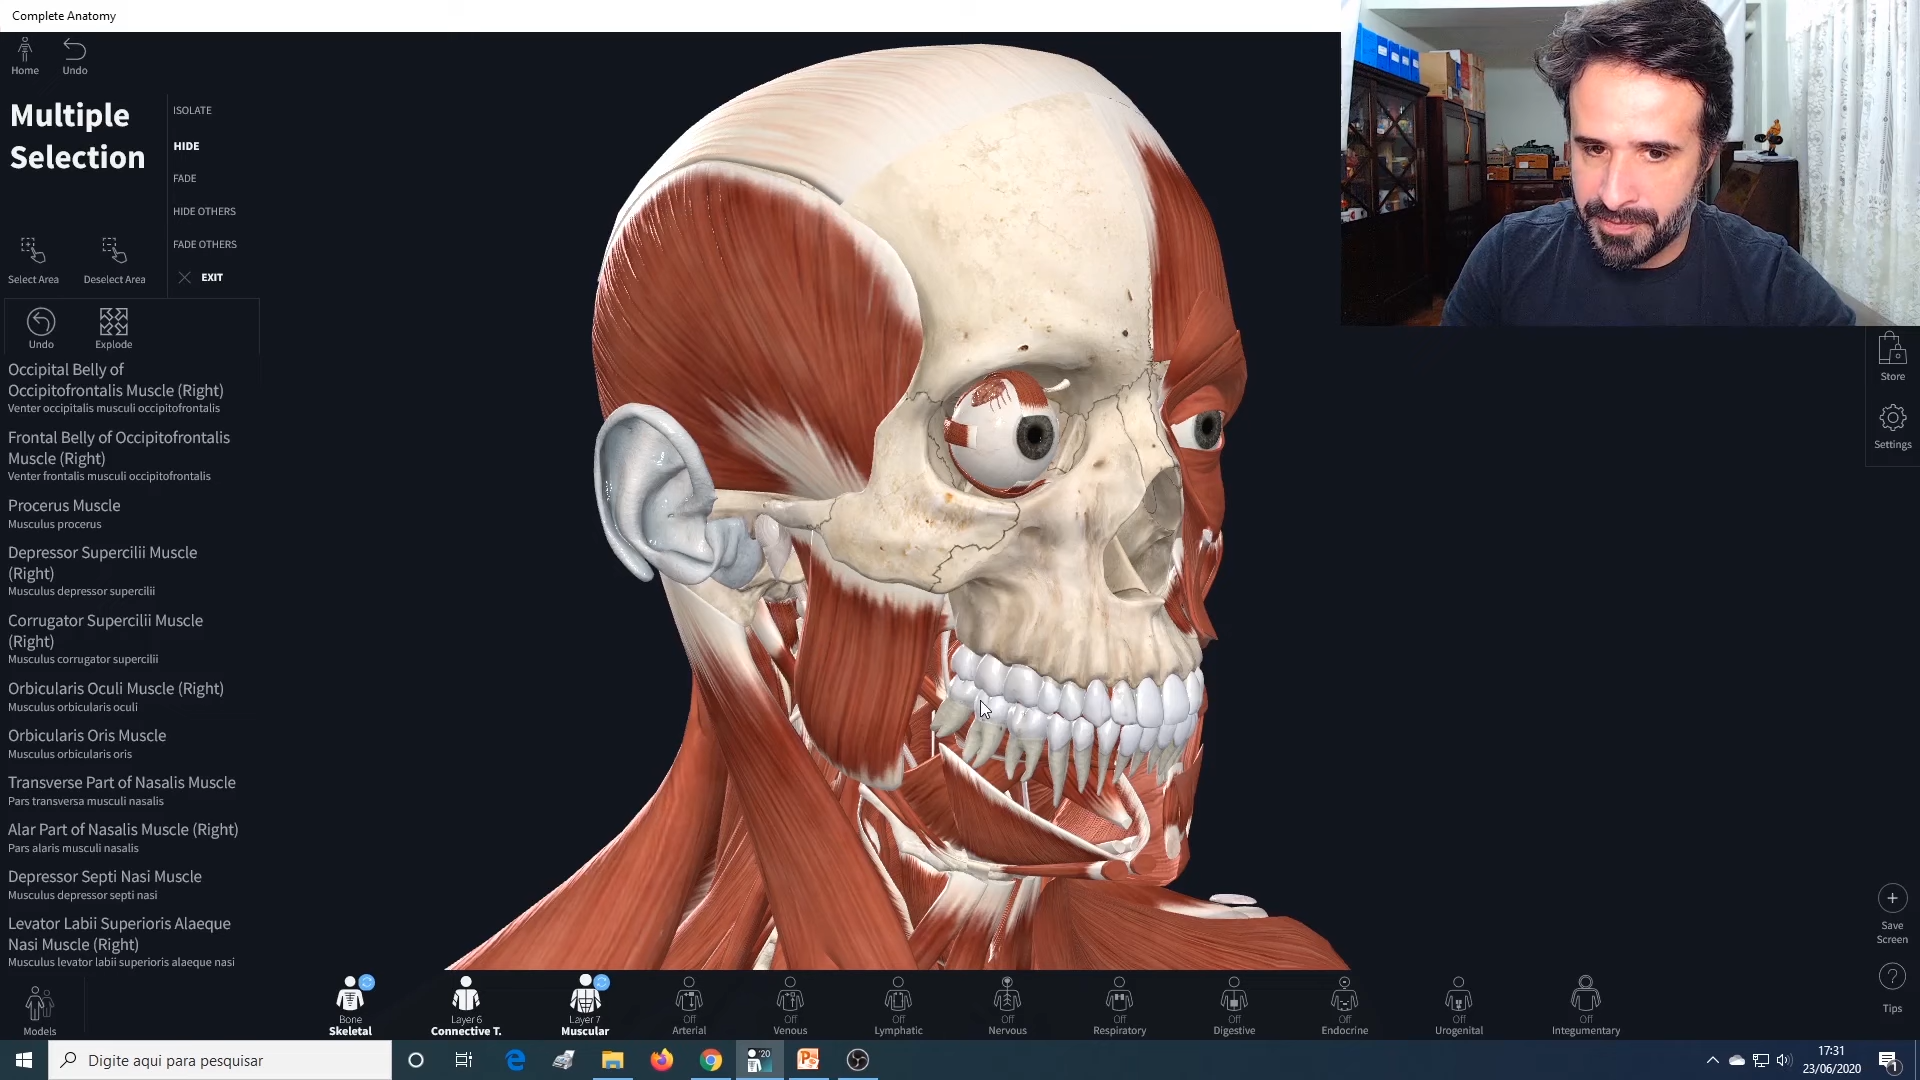 Complete Anatomy
Home
Undo
Multiple
Selection
ISOLATE
HIDE
FADE
HIDE OTHERS
FADE OTHERS
EXIT
Select Area
Deselect Area
Undo
Explode
Occipital Belly of
Occipitofrontalis Muscle (Right)
Venter occipitalis musculi occipitofrontalis
Frontal Belly of Occipitofrontalis
Muscle (Right)
Venter frontalis musculi occipitofrontalis
Procerus Muscle
Musculus procerus
Depressor Supercilii Muscle
(Right)
Musculus depressor supercilii
Corrugator Supercilii Muscle
(Right)
Musculus corrugator supercilii
Orbicularis Oculi Muscle (Right)
Musculus orbicularis oculi
Orbicularis Oris Muscle
Musculus orbicularis oris
Transverse Part of Nasalis Muscle
Pars transversa musculi nasalis
Alar Part of Nasalis Muscle (Right)
Pars alaris musculi nasalis
Depressor Septi Nasi Muscle
Musculus depressor septi nasi
Levator Labii Superioris Alaeque
Nasi Muscle (Right)
Musculus levator labii superioris alaeque nasi
Store
Settings
Save
Screen
Tips
Models
Bone
Skeletal
Layer 6
Connective T.
Layer 7
Muscular
Off
Arterial
Off
Venous
Off
Lymphatic
Off
Nervous
Off
Respiratory
Off
Digestive
Off
Endocrine
Off
Urogenital
Off
Integumentary
Digite aqui para pesquisar
'20
17:31
23/06/2020
1